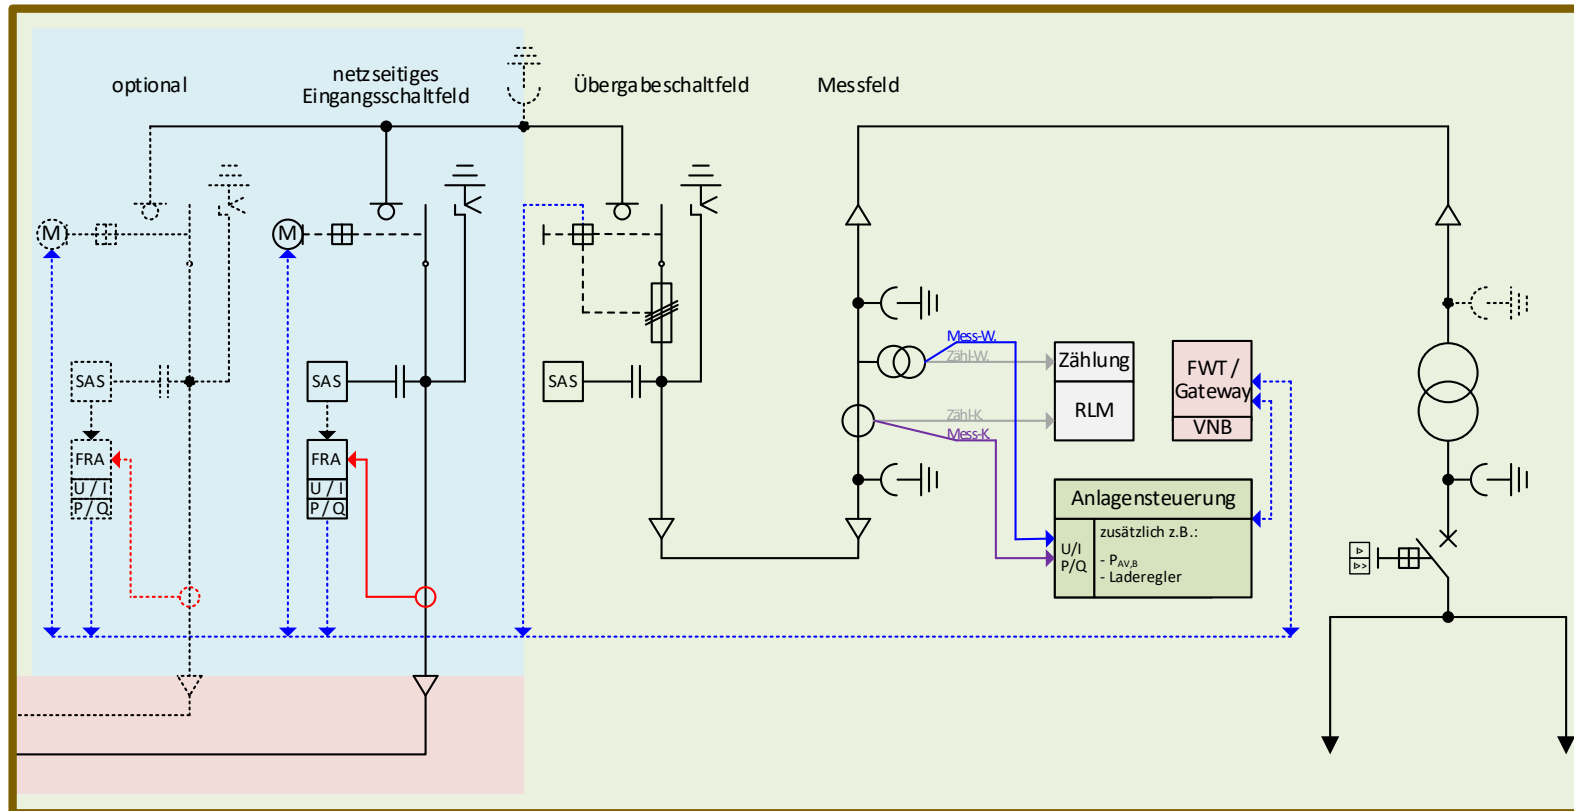 optional
netzseitiges
Eingangsschaltfeld
Übergabeschaltfeld
Messfeld
M
M
SAS
SAS
SAS
FRA
U / I
P / Q
FRA
U / I
P / Q
Mess-W.
Zähl-W.
Zähl-K.
Mess-K.
Zählung
RLM
FWT /
Gateway
VNB
Anlagensteuerung
U/I
P/Q
zusätzlich z.B.:
- PAV,B
- Laderegler